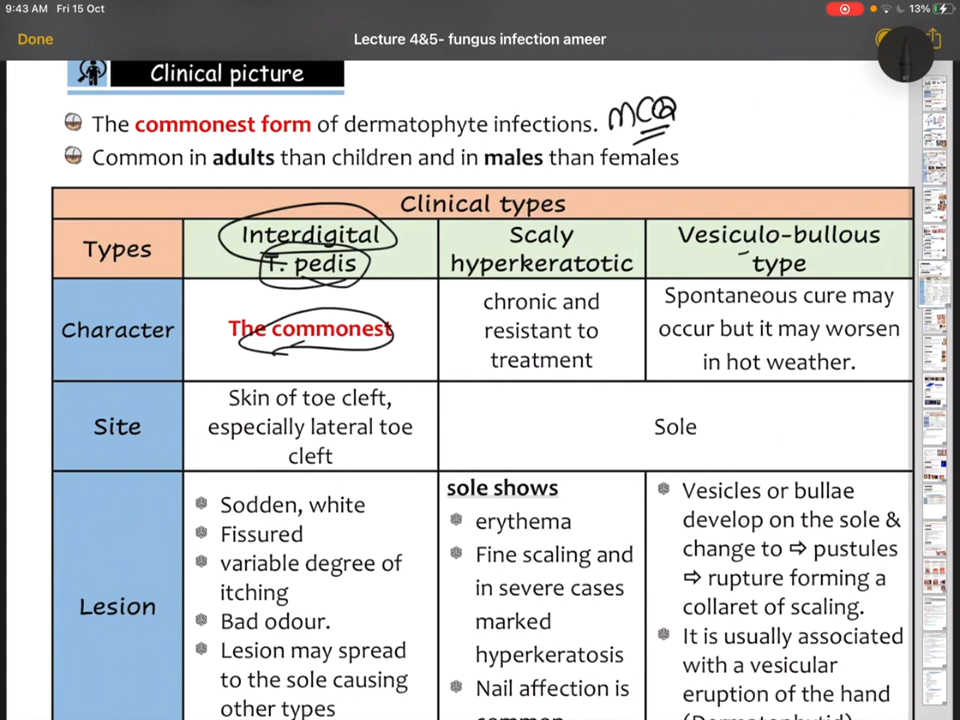 9:43 AM Fri 15 Oct
13%
Done
Lecture 4&5- fungus infection ameer
Clinical picture
The commonest form of dermatophyte infections. MCQ
Common in adults than children and in males than females
Clinical types
Types
Interdigital
T. pedis
Scaly
hyperkeratotic
Vesiculo-bullous
type
Character
The commonest
chronic and
resistant to
treatment
Spontaneous cure may
occur but it may worsen
in hot weather.
Site
Skin of toe cleft,
especially lateral toe
cleft
Sole
Lesion
Sodden, white
Fissured
variable degree of
itching
Bad odour.
Lesion may spread
to the sole causing
other types
sole shows
erythema
Fine scaling and
in severe cases
marked
hyperkeratosis
Nail affection is
common
Vesicles or bullae
develop on the sole &
change to ⇨ pustules
⇨ rupture forming a
collaret of scaling.
It is usually associated
with a vesicular
eruption of the hand
(Dermatophytid)